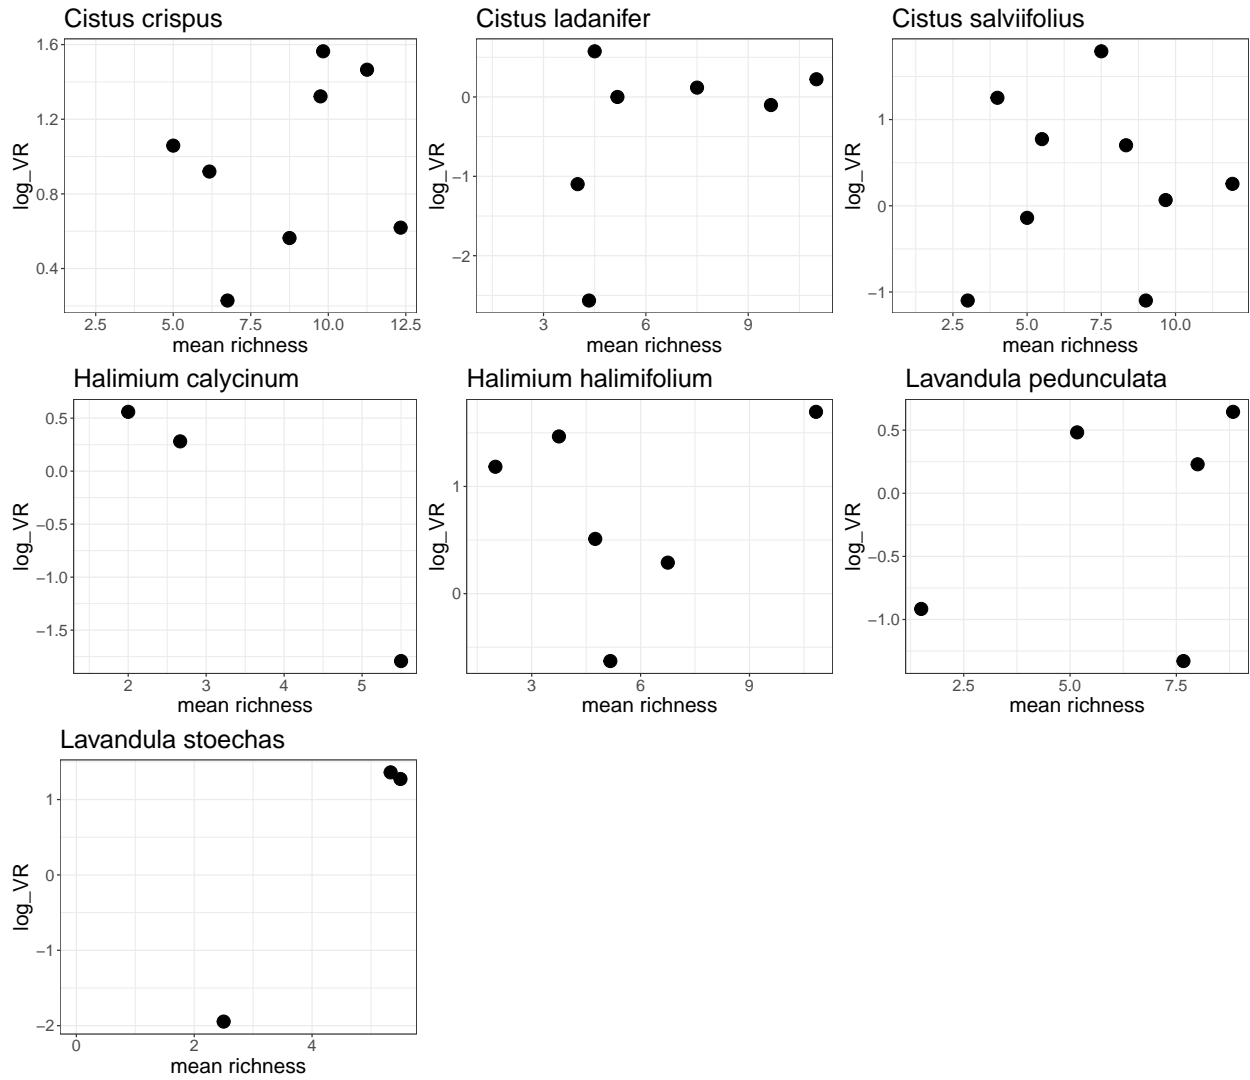 Cistus crispus
1.6
1.2
0.8
0.4
log_VR
2.5 5.0 7.5 10.0 12.5
mean richness
Cistus ladanifer
0
−1
−2
log_VR
3 6 9
mean richness
Cistus salviifolius
1
0
−1
log_VR
2.5 5.0 7.5 10.0
mean richness
Halimium calycinum
0.5
0.0
−0.5
−1.0
−1.5
log_VR
2 3 4 5
mean richness
Halimium halimifolium
1
0
log_VR
3 6 9
mean richness
Lavandula pedunculata
0.5
0.0
−0.5
−1.0
log_VR
2.5 5.0 7.5
mean richness
Lavandula stoechas
1
0
−1
−2
log_VR
0 2 4
mean richness